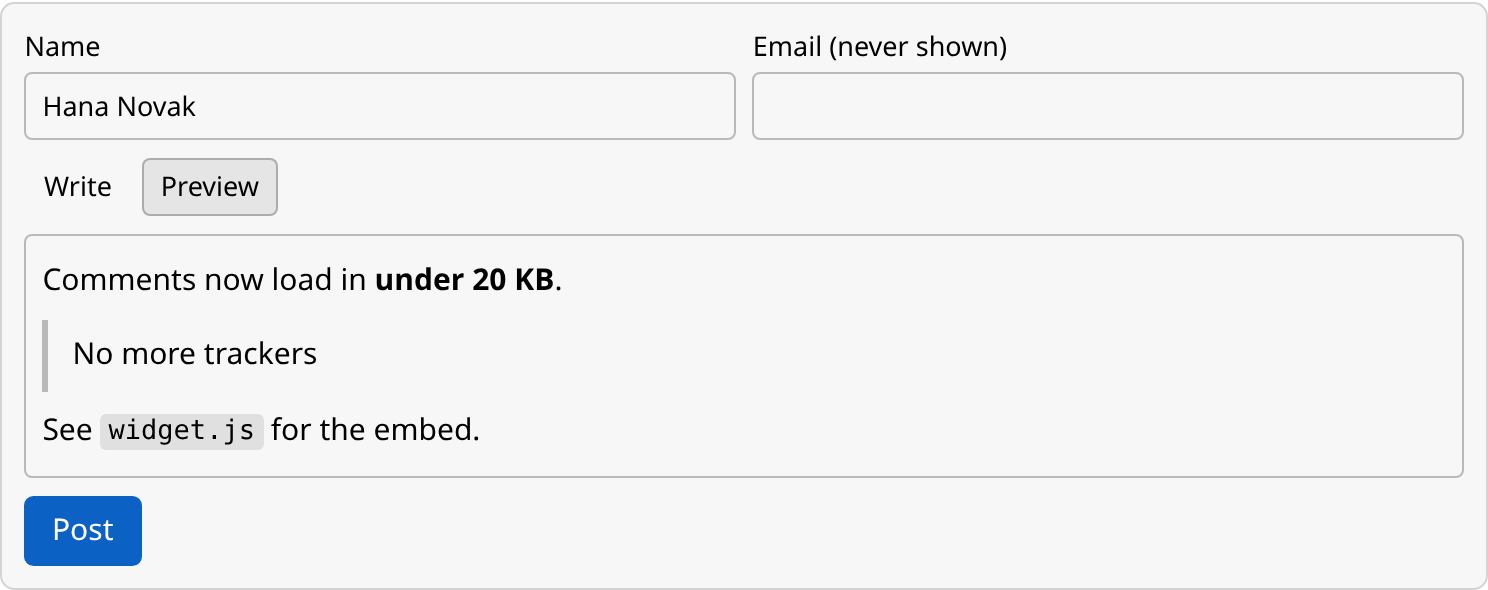 Name
Email (never shown)
Hana Novak
Write
Preview
Comments now load in under 20 KB.
No more trackers
See widget.js for the embed.
Post